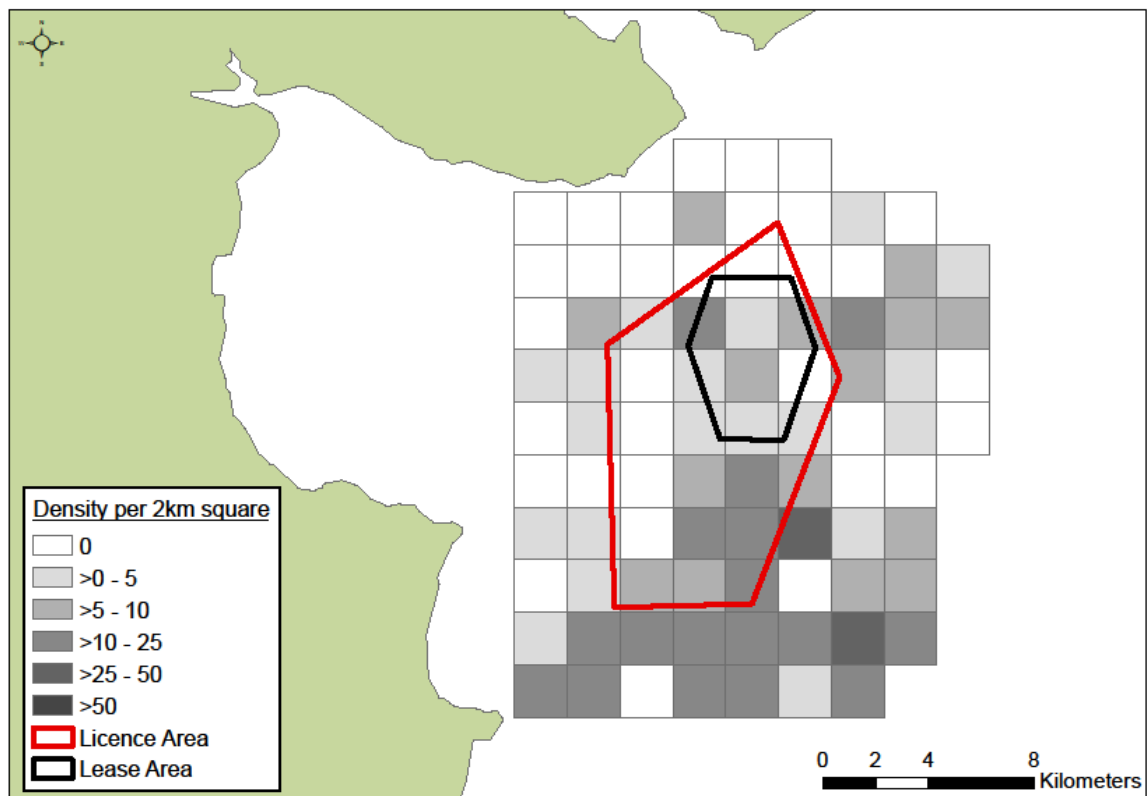 N
W E
S
Density per 2km square
0
>0 - 5
>5 - 10
>10 - 25
>25 - 50
>50
Licence Area
Lease Area
0 2 4 8
Kilometers